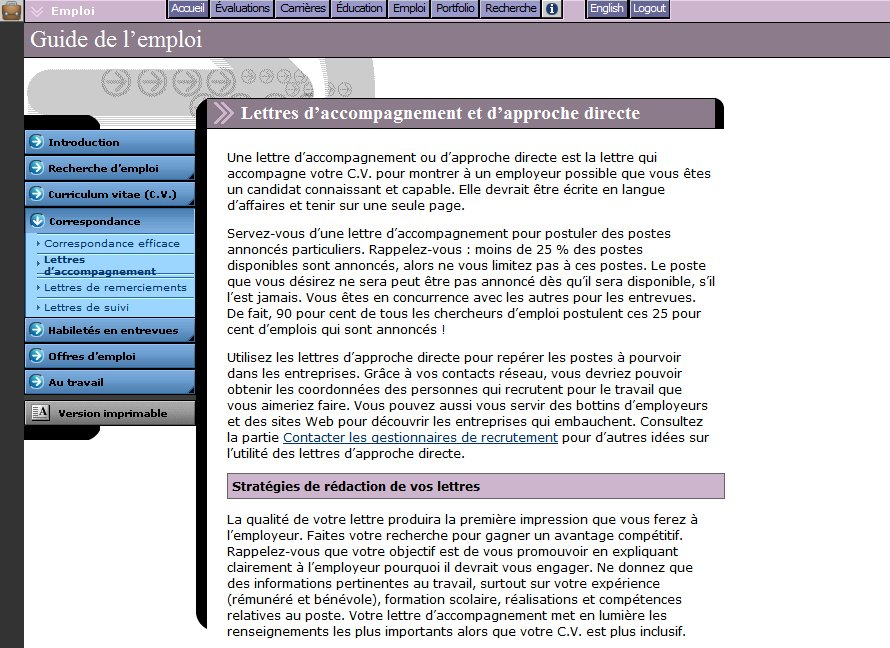 Emploi
Accueil Évaluations Carrières Éducation Emploi Portfolio Recherche i English Logout
Guide de l’emploi
Lettres d’accompagnement et d’approche directe
Introduction
Recherche d’emploi
Curriculum vitae (C.V.)
Correspondance
Correspondance efficace
Lettres
d’accompagnement
Lettres de remerciements
Lettres de suivi
Habiletés en entrevues
Offres d’emploi
Au travail
A Version imprimable
Une lettre d’accompagnement ou d’approche directe est la lettre qui
accompagne votre C.V. pour montrer à un employeur possible que vous êtes
un candidat connaissant et capable. Elle devrait être écrite en langue
d’affaires et tenir sur une seule page.
Servez-vous d’une lettre d’accompagnement pour postuler des postes
annoncés particuliers. Rappelez-vous : moins de 25 % des postes
disponibles sont annoncés, alors ne vous limitez pas à ces postes. Le poste
que vous désirez ne sera peut être pas annoncé dès qu’il sera disponible, s’il
l’est jamais. Vous êtes en concurrence avec les autres pour les entrevues.
De fait, 90 pour cent de tous les chercheurs d’emploi postulent ces 25 pour
cent d’emplois qui sont annoncés !
Utilisez les lettres d’approche directe pour repérer les postes à pourvoir
dans les entreprises. Grâce à vos contacts réseau, vous devriez pouvoir
obtenir les coordonnées des personnes qui recrutent pour le travail que
vous aimeriez faire. Vous pouvez aussi vous servir des bottins d’employeurs
et des sites Web pour découvrir les entreprises qui embauchent. Consultez
la partie Contacter les gestionnaires de recrutement pour d’autres idées sur
l’utilité des lettres d’approche directe.
Stratégies de rédaction de vos lettres
La qualité de votre lettre produira la première impression que vous ferez à
l’employeur. Faites votre recherche pour gagner un avantage compétitif.
Rappelez-vous que votre objectif est de vous promouvoir en expliquant
clairement à l’employeur pourquoi il devrait vous engager. Ne donnez que
des informations pertinentes au travail, surtout sur votre expérience
(rémunéré et bénévole), formation scolaire, réalisations et compétences
relatives au poste. Votre lettre d’accompagnement met en lumière les
renseignements les plus importants alors que votre C.V. est plus inclusif.